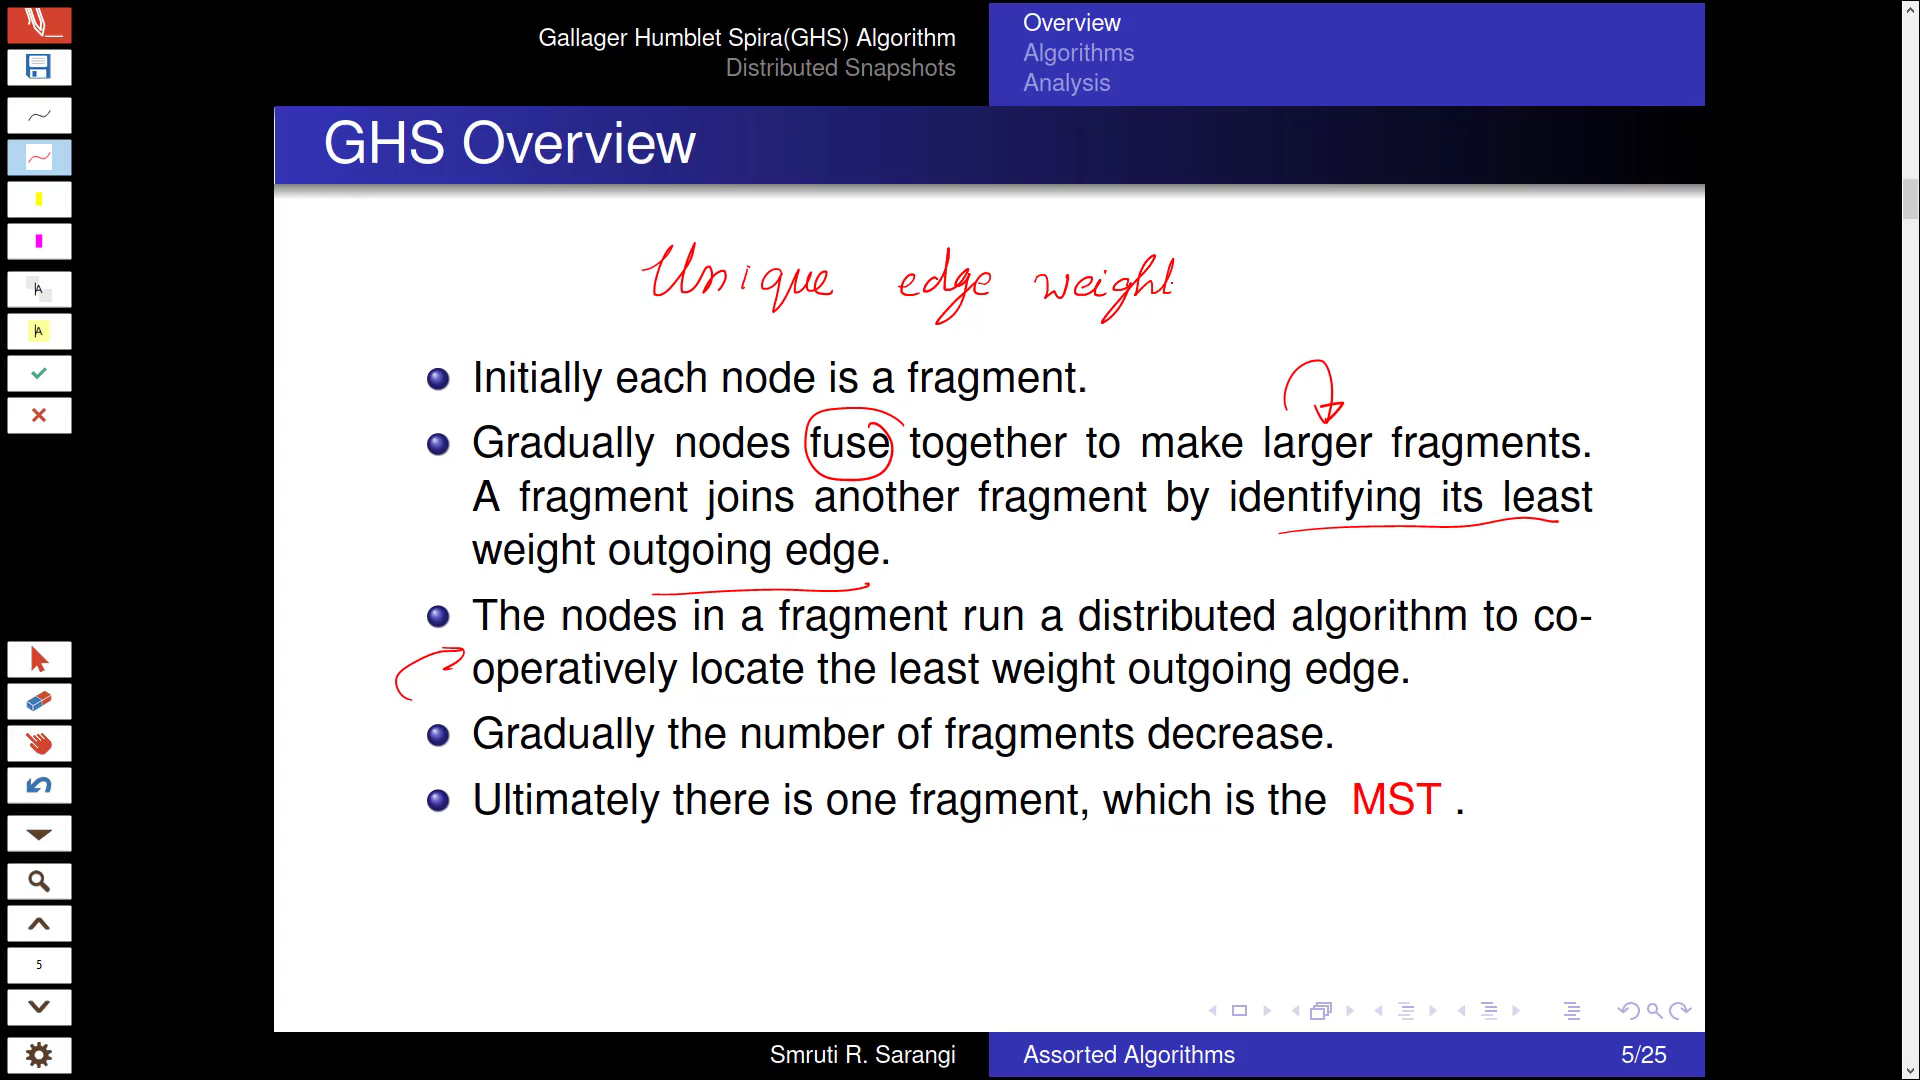 Gallager Humblet Spira(GHS) Algorithm
Distributed Snapshots
Overview
Algorithms
Analysis
GHS Overview
Unique edge weight
Initially each node is a fragment.
Gradually nodes fuse together to make larger fragments.
A fragment joins another fragment by identifying its least
weight outgoing edge.
The nodes in a fragment run a distributed algorithm to co-
operatively locate the least weight outgoing edge.
Gradually the number of fragments decrease.
Ultimately there is one fragment, which is the MST .
A
A
5
Smruti R. Sarangi
Assorted Algorithms
5/25